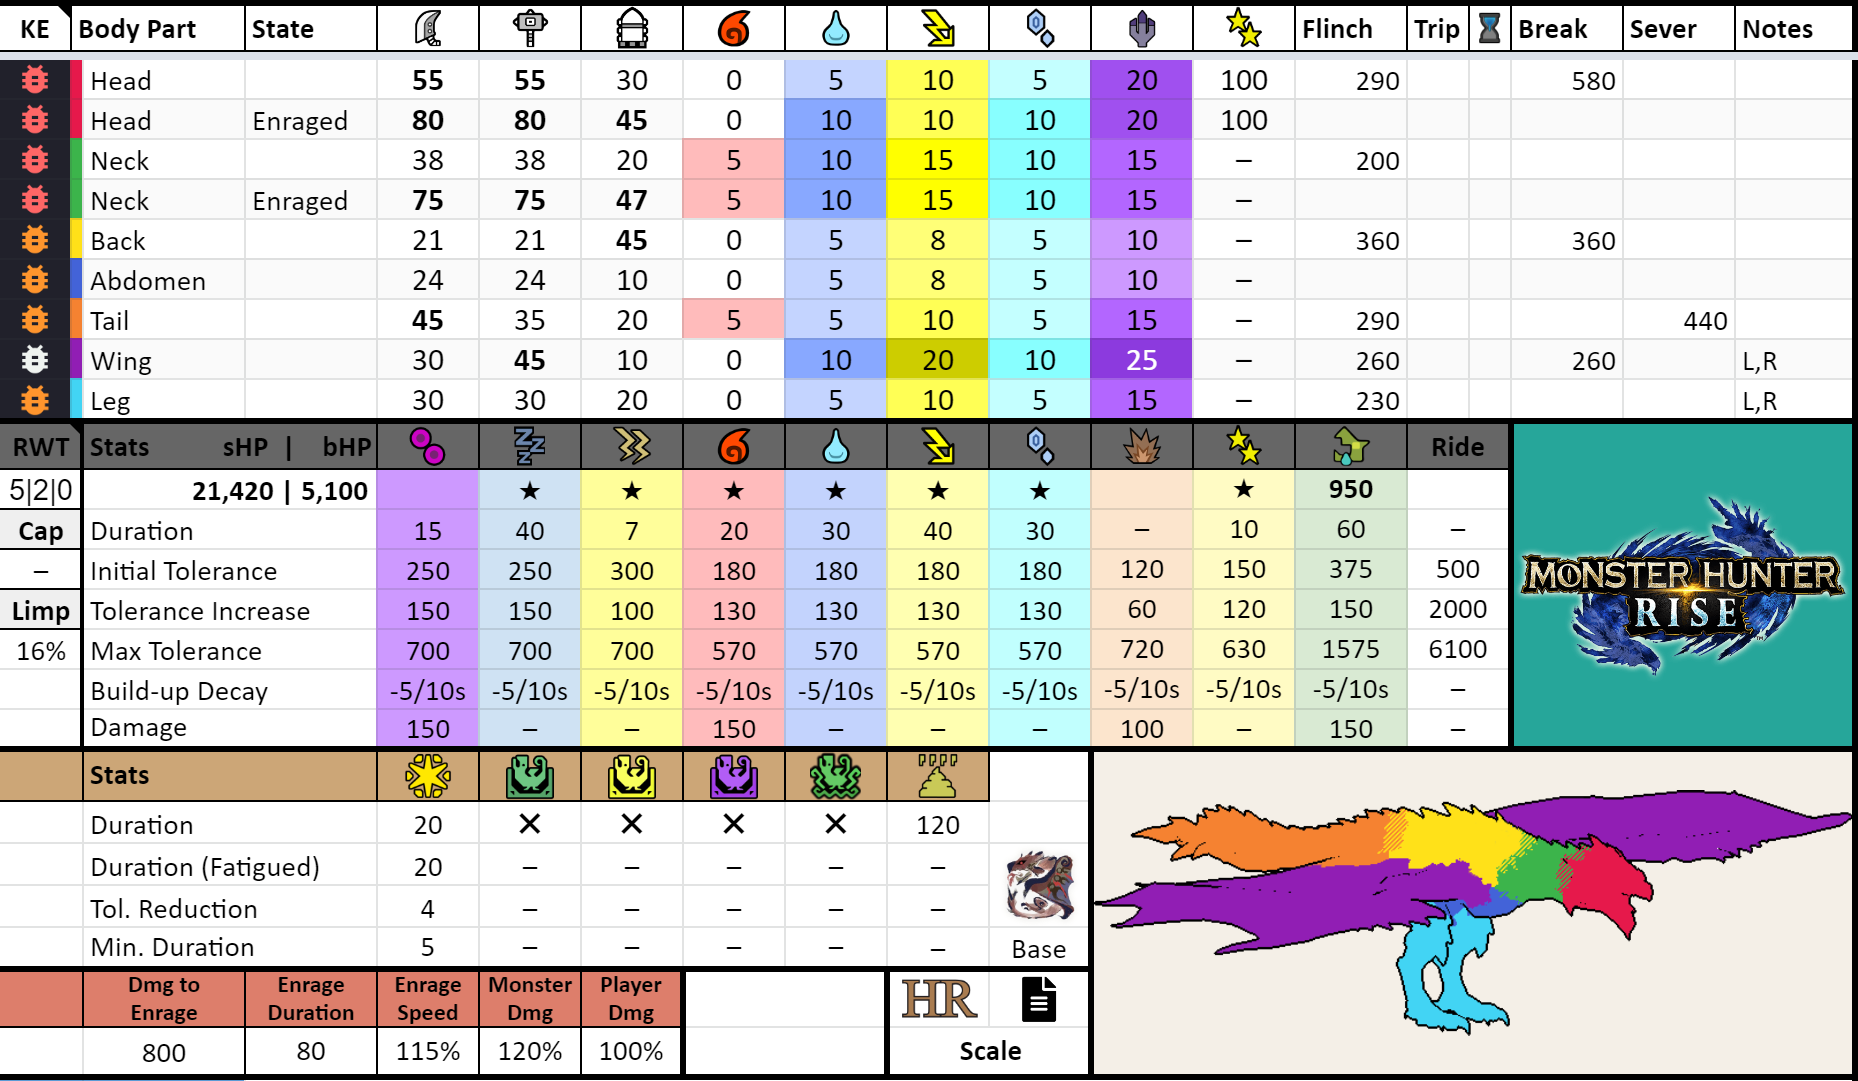 KE Body Part State Flinch Trip Break Sever Notes
Head 55 55 30 0 5 10 5 20 100 290 580
Head Enraged 80 80 45 0 10 10 10 20 100
Neck 38 38 20 5 10 15 10 15 – 200
Neck Enraged 75 75 47 5 10 15 10 15 –
Back 21 21 45 0 5 8 5 10 – 360 360
Abdomen 24 24 10 0 5 8 5 10 –
Tail 45 35 20 5 5 10 5 15 – 290 440
Wing 30 45 10 0 10 20 10 25 – 260 260 L,R
Leg 30 30 20 0 5 10 5 15 – 230 L,R
RWT Stats sHP | bHP Ride
5|2|0 21,420 | 5,100 ★ ★ ★ ★ ★ ★ ★ 950
Cap Duration 15 40 7 20 30 40 30 – 10 60 –
– Initial Tolerance 250 250 300 180 180 180 180 120 150 375 500
Limp Tolerance Increase 150 150 100 130 130 130 130 60 120 150 2000
16% Max Tolerance 700 700 700 570 570 570 570 720 630 1575 6100
Build-up Decay -5/10s -5/10s -5/10s -5/10s -5/10s -5/10s -5/10s -5/10s -5/10s -5/10s –
Damage 150 – – 150 – – – 100 – 150 –
MONSTER HUNTER
RISE
TM
Stats
Duration 20 ✕ ✕ ✕ ✕ 120
Duration (Fatigued) 20 – – – – –
Tol. Reduction 4 – – – – –
Min. Duration 5 – – – – – Base
Dmg to Enrage Enrage Monster Player
Enrage Duration Speed Dmg Dmg
HR
800 80 115% 120% 100% Scale